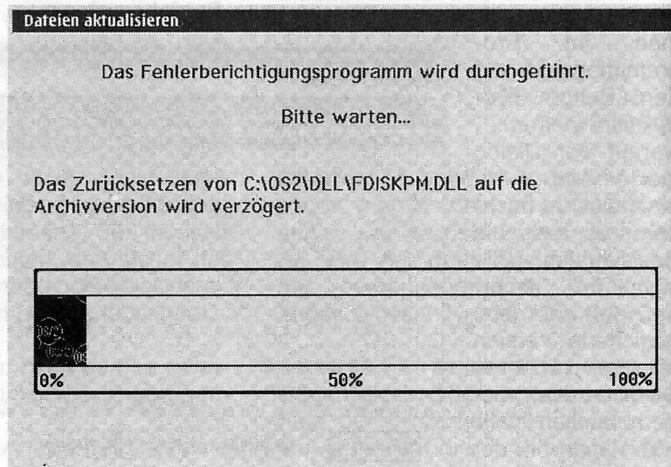 Dateien aktualisieren
Das Fehlerberichtigungsprogramm wird durchgeführt.
Bitte warten...
Das Zurücksetzen von C:\OS2\DLL\FDISKPM.DLL auf die
Archivversion wird verzögert.
0% 50% 100%